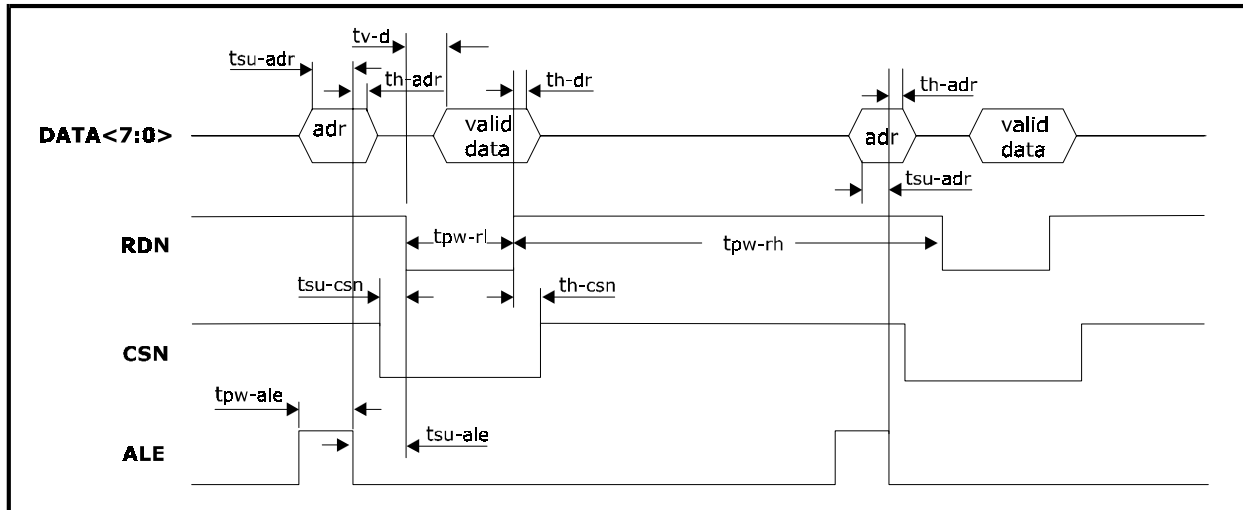 tv-d
tsu-adr
th-adr
th-dr
th-adr
DATA<7:0>
adr
valid
data
adr
valid
data
tsu-adr
RDN
tpw-rl
tpw-rh
tsu-csn
th-csn
CSN
tpw-ale
tsu-ale
ALE